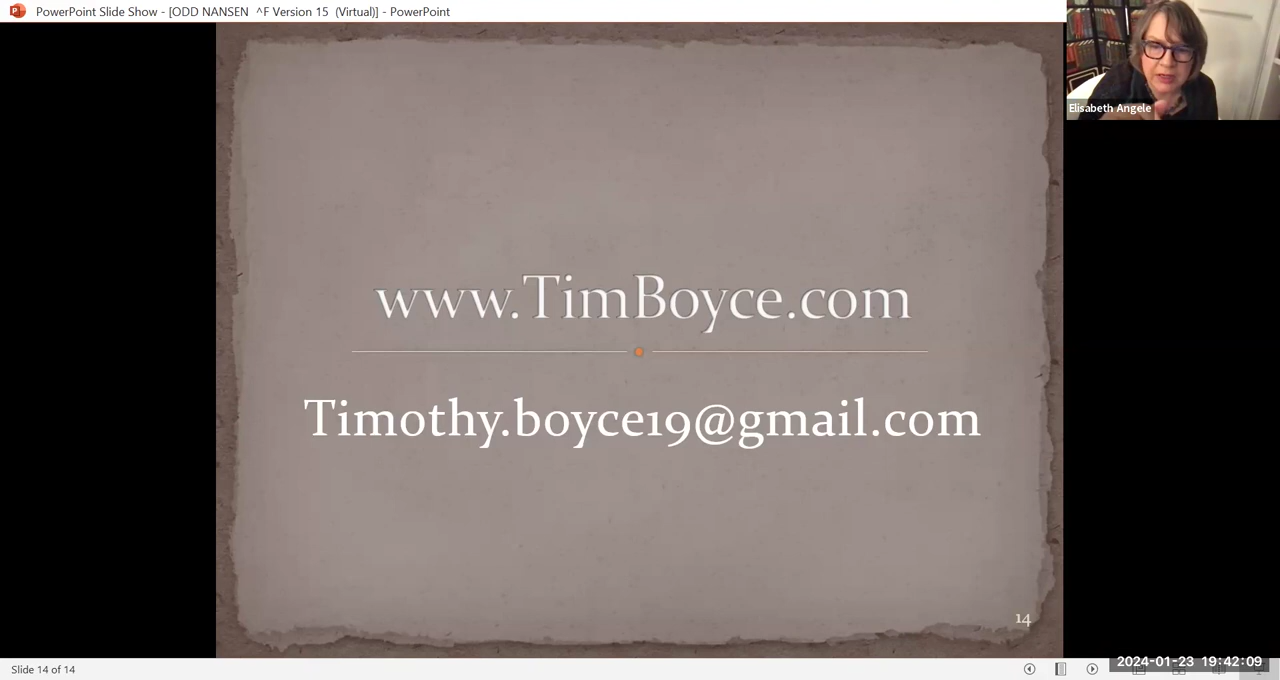 PowerPoint Slide Show - [ODD NANSEN ^F Version 15 (Virtual)] - PowerPoint
Elisabeth Angele
www.TimBoyce.com
Timothy.boyce19@gmail.com
14
Slide 14 of 14
2024-01-23 19:42:09